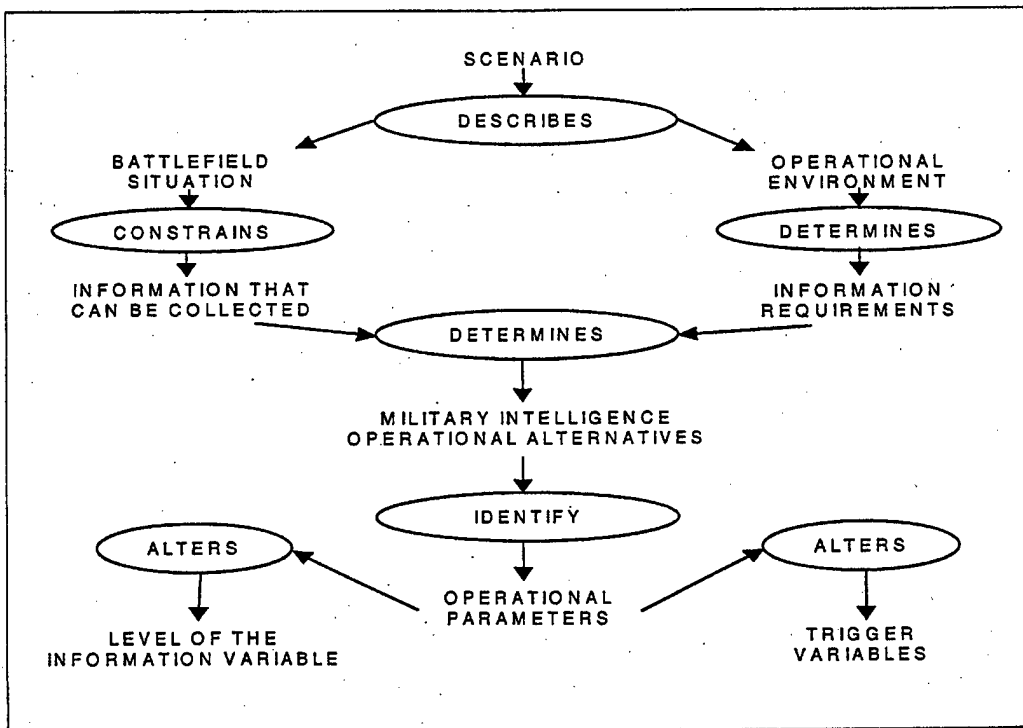 SCENARIO
DESCRIBES
BATTLEFIELD
SITUATION
OPERATIONAL
ENVIRONMENT
CONSTRAINS
DETERMINES
INFORMATION THAT
CAN BE COLLECTED
INFORMATION
REQUIREMENTS
DETERMINES
MILITARY INTELLIGENCE
OPERATIONAL ALTERNATIVES
IDENTIFY
ALTERS
ALTERS
OPERATIONAL
PARAMETERS
LEVEL OF THE
INFORMATION VARIABLE
TRIGGER
VARIABLES